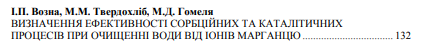 І.П. Возна, М.М. Твердохліб, М.Д. Гомеля
ВИЗНАЧЕННЯ ЕФЕКТИВНОСТІ СОРБЦІЙНИХ ТА КАТАЛІТИЧНИХ
ПРОЦЕСІВ ПРИ ОЧИЩЕННІ ВОДИ ВІД ІОНІВ МАРГАНЦЮ ................................ 132